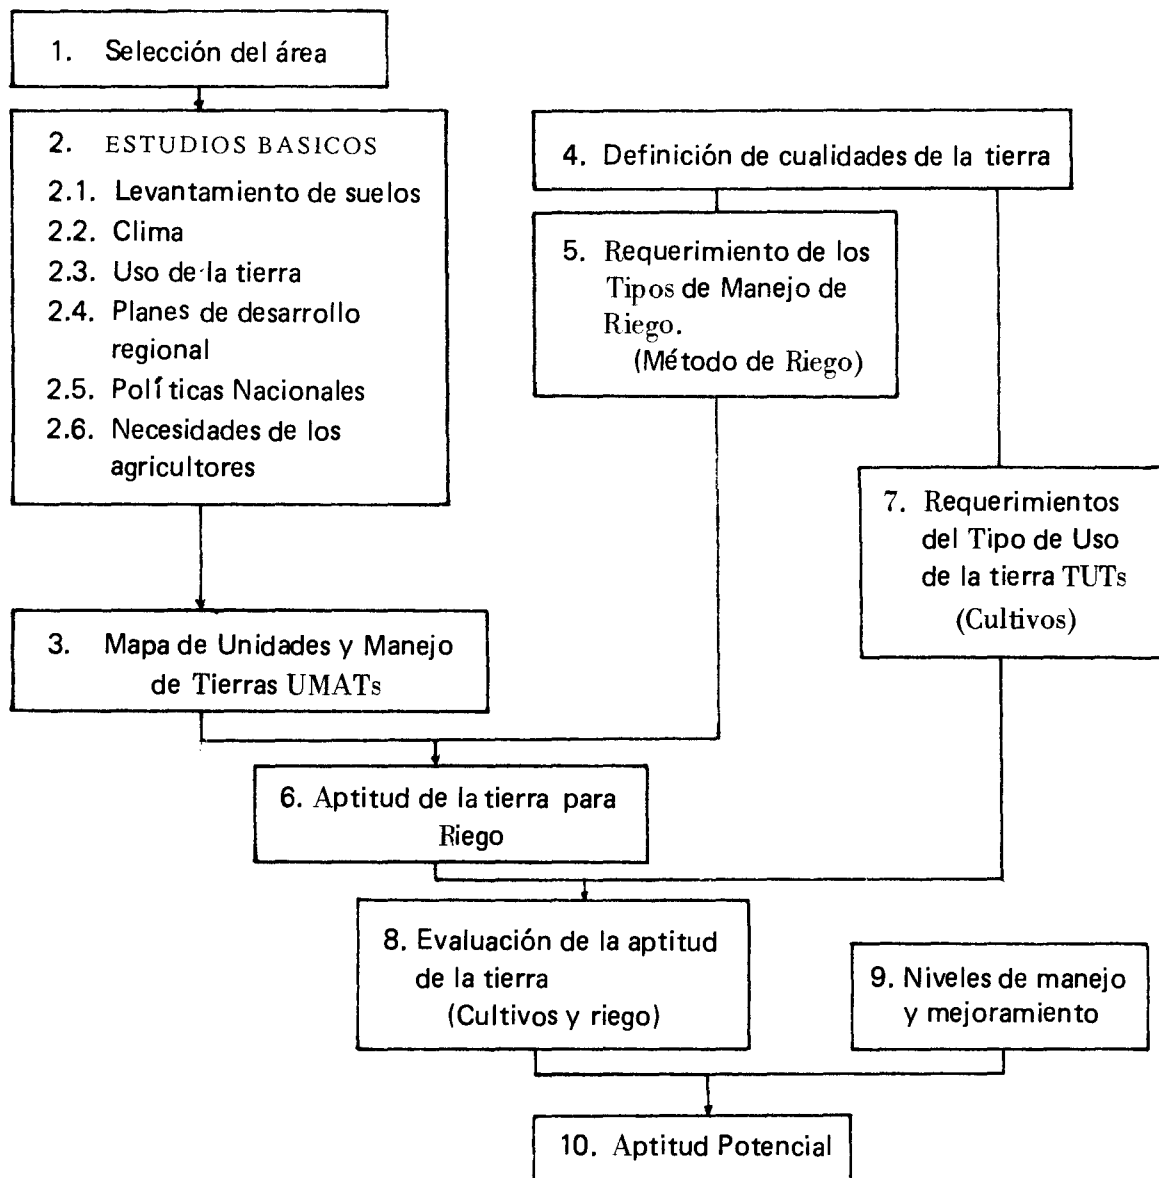 1. Selección del área
2. ESTUDIOS BASICOS
2.1. Levantamiento de suelos
2.2. Clima
2.3. Uso de la tierra
2.4. Planes de desarrollo
regional
2.5. Políticas Nacionales
2.6. Necesidades de los
agricultores
3. Mapa de Unidades y Manejo
de Tierras UMATs
4. Definición de cualidades de la tierra
5. Requerimiento de los
Tipos de Manejo de
Riego.
(Método de Riego)
6. Aptitud de la tierra para
Riego
7. Requerimientos
del Tipo de Uso
de la tierra TUTs
(Cultivos)
8. Evaluación de la aptitud
de la tierra
(Cultivos y riego)
9. Niveles de manejo
y mejoramiento
10. Aptitud Potencial